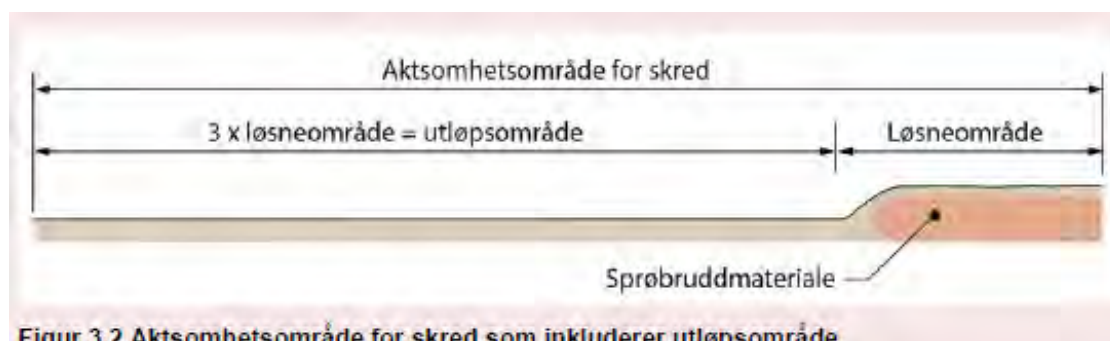 Aktsomhetsområde for skred
3 x løsneområde = utløpsområde
Løsneområde
Sprøbruddmateriale
Figur 3.2 Aktsomhetsområde for skred som inkluderer utløpsområde